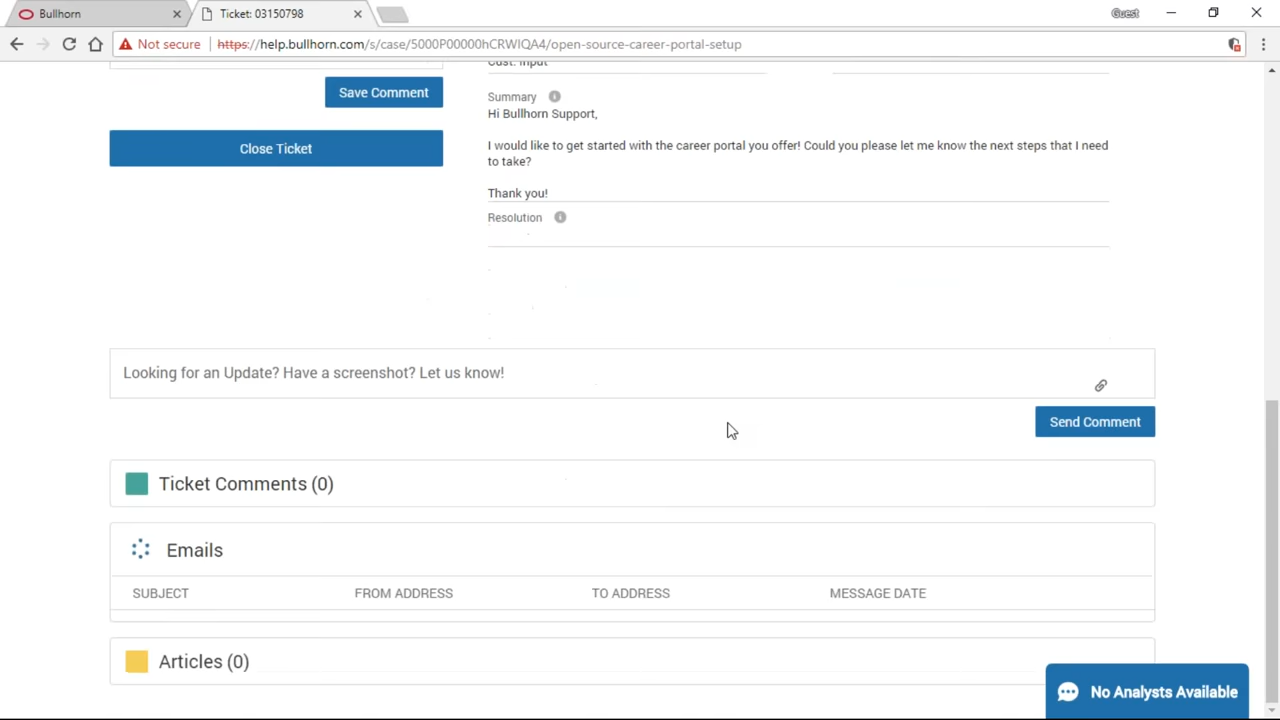 Bullhorn
Ticket: 03150798
Guest
Not secure
https://help.bullhorn.com/s/case/5000P00000hCRWIQA4/open-source-career-portal-setup
Cust. Input
Save Comment
Summary
Hi Bullhorn Support,
Close Ticket
I would like to get started with the career portal you offer! Could you please let me know the next steps that I need
to take?
Thank you!
Resolution
Looking for an Update? Have a screenshot? Let us know!
Send Comment
Ticket Comments (0)
Emails
SUBJECT FROM ADDRESS TO ADDRESS MESSAGE DATE
Articles (0)
No Analysts Available